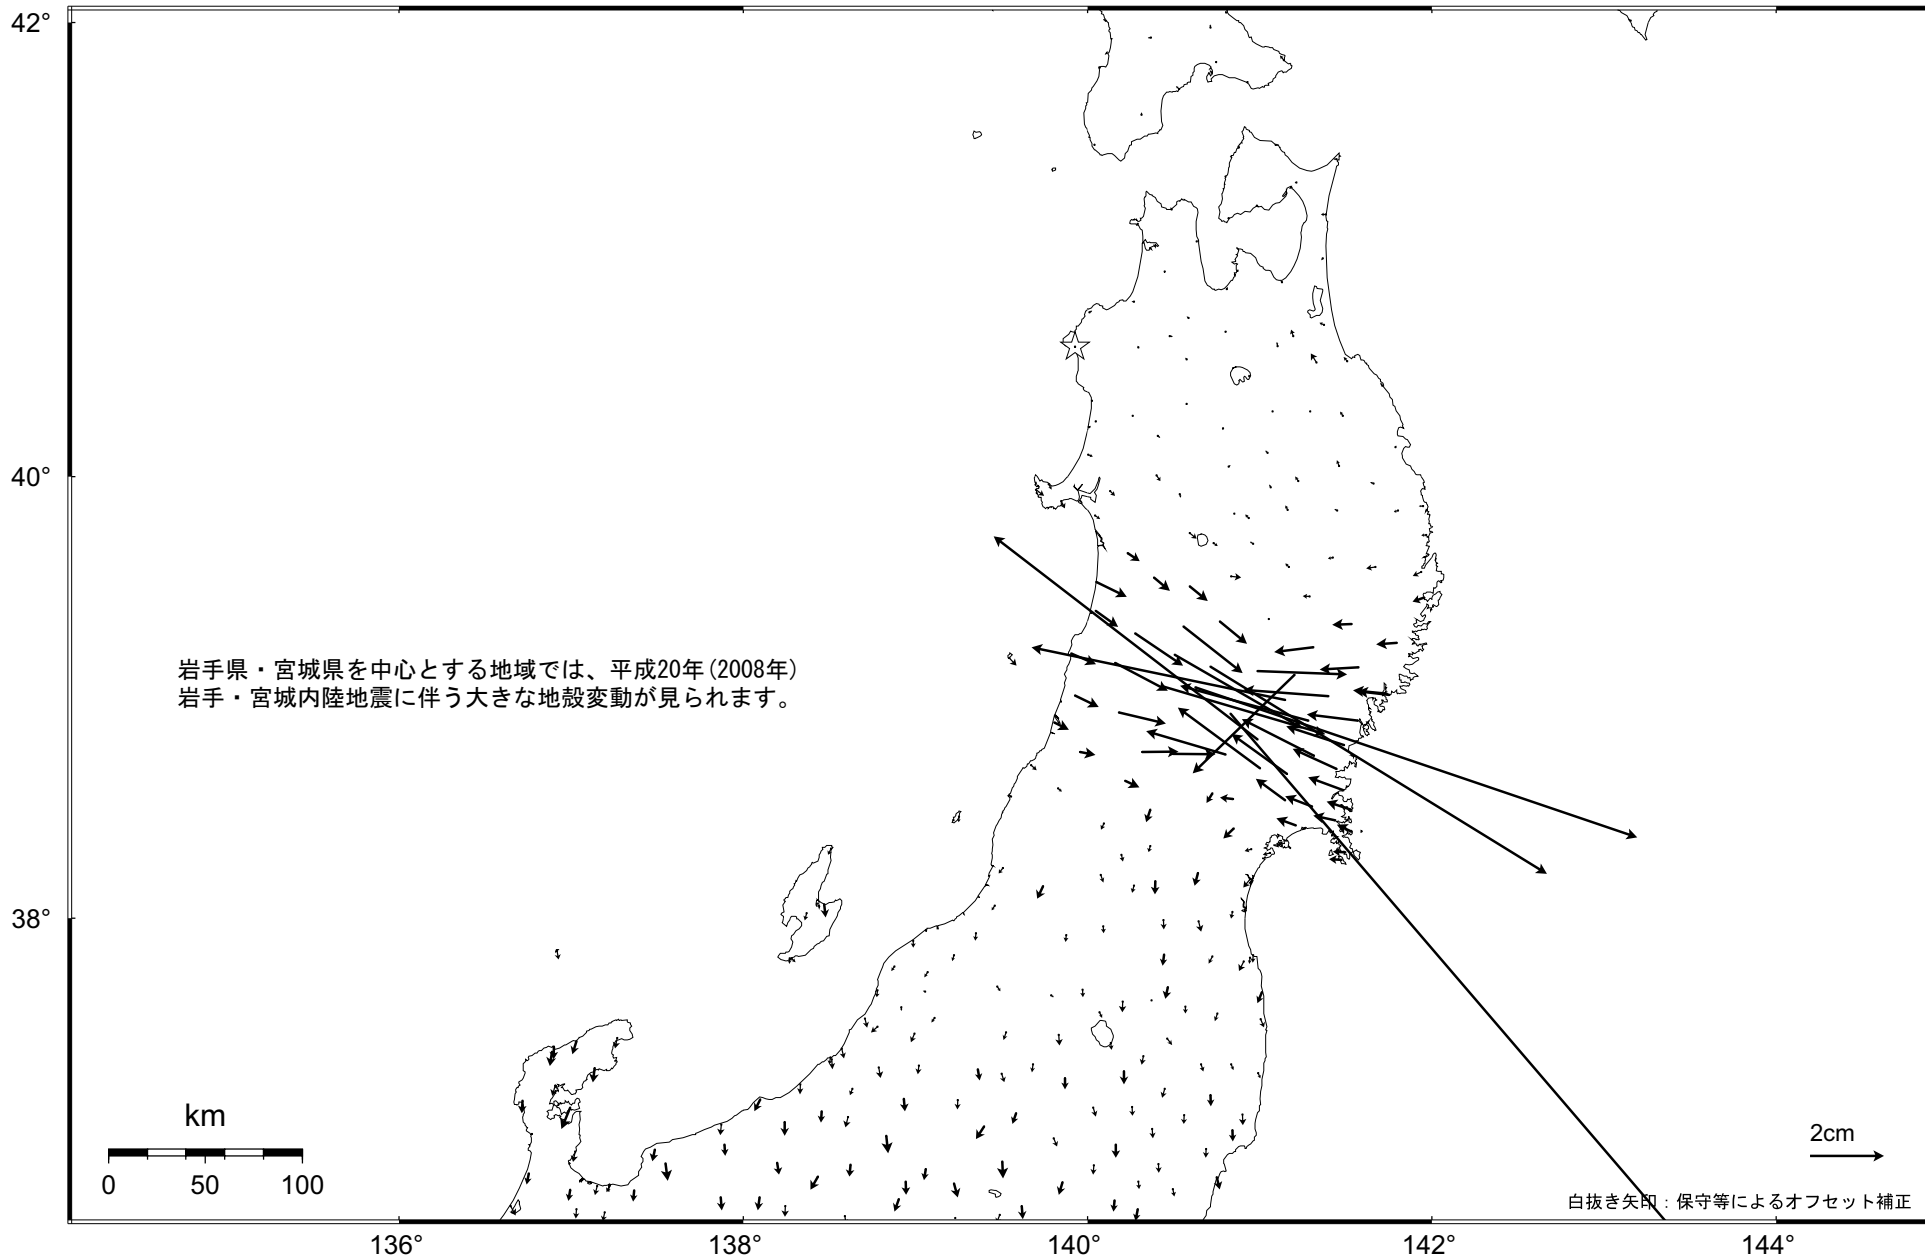 42°
40°
岩手県・宮城県を中心とする地域では、平成20年(2008年)
岩手・宮城内陸地震に伴う大きな地殻変動が見られます。
38°
km
0 50 100
2cm
白抜き矢印：保守等によるオフセット補正
136° 138° 140° 142° 144°